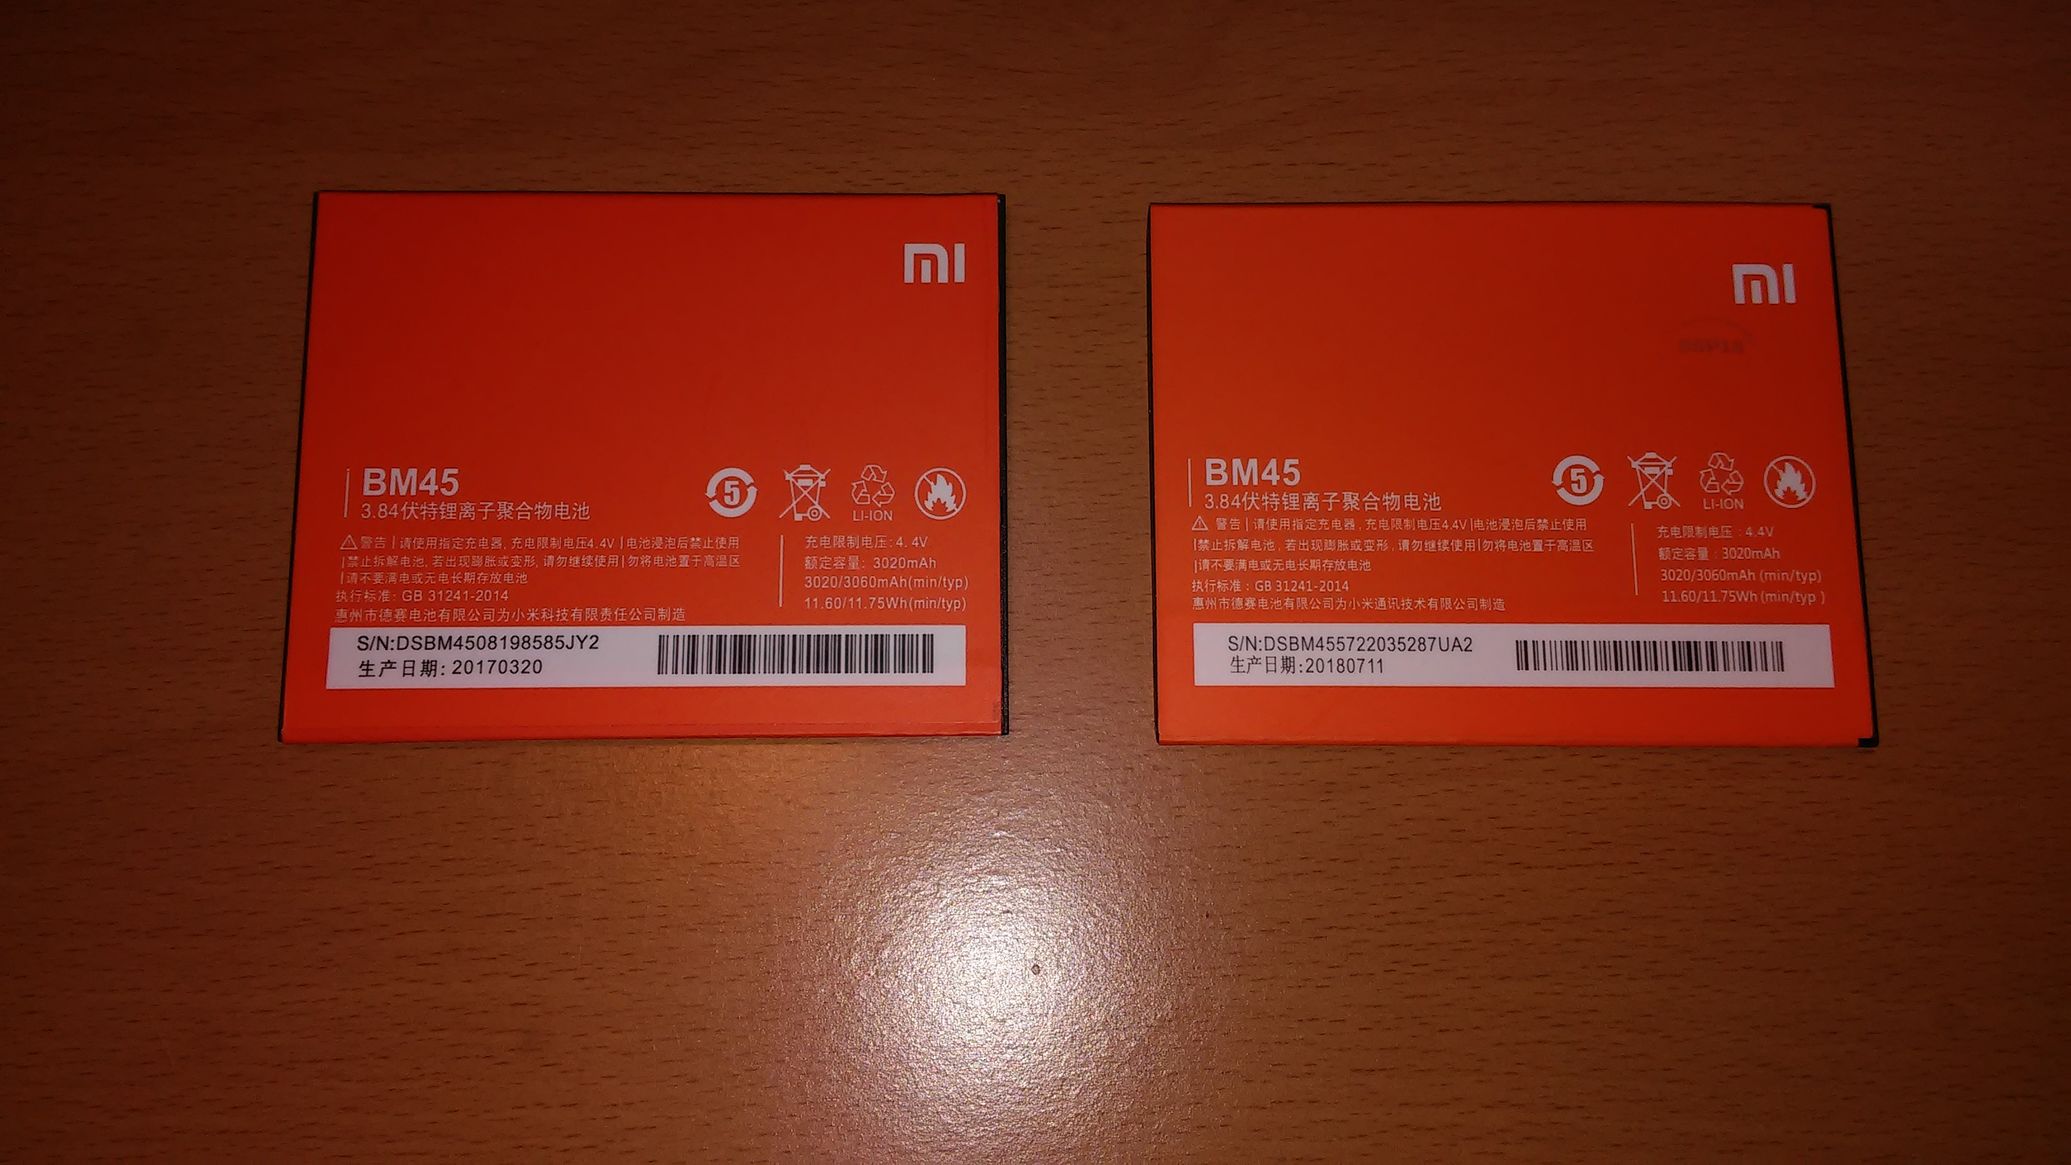 mi
BM45
3.84伏特锂离子聚合物电池
5
LI-ION
警告|请使用指定充电器, 充电限制电压4.4V|电池浸泡后禁止使用
|禁止拆解电池, 若出现膨胀或变形, 请勿继续使用|勿将电池置于高温区
|请不要满电或无电长期存放电池
执行标准: GB 31241-2014
惠州市德赛电池有限公司为小米科技有限责任公司制造
充电限制电压: 4.4V
额定容量: 3020mAh
3020/3060mAh(min/typ)
11.60/11.75Wh(min/typ)
S/N:DSBM4508198585JY2
生产日期: 20170320
mi
BM45
3.84伏特锂离子聚合物电池
5
LI-ION
警告|请使用指定充电器, 充电限制电压4.4V|电池浸泡后禁止使用
|禁止拆解电池, 若出现膨胀或变形, 请勿继续使用|勿将电池置于高温区
|请不要满电或无电长期存放电池
执行标准: GB 31241-2014
惠州市德赛电池有限公司为小米通讯技术有限公司制造
充电限制电压: 4.4V
额定容量: 3020mAh
3020/3060mAh (min/typ)
11.60/11.75Wh (min/typ )
S/N:DSBM455722035287UA2
生产日期:20180711